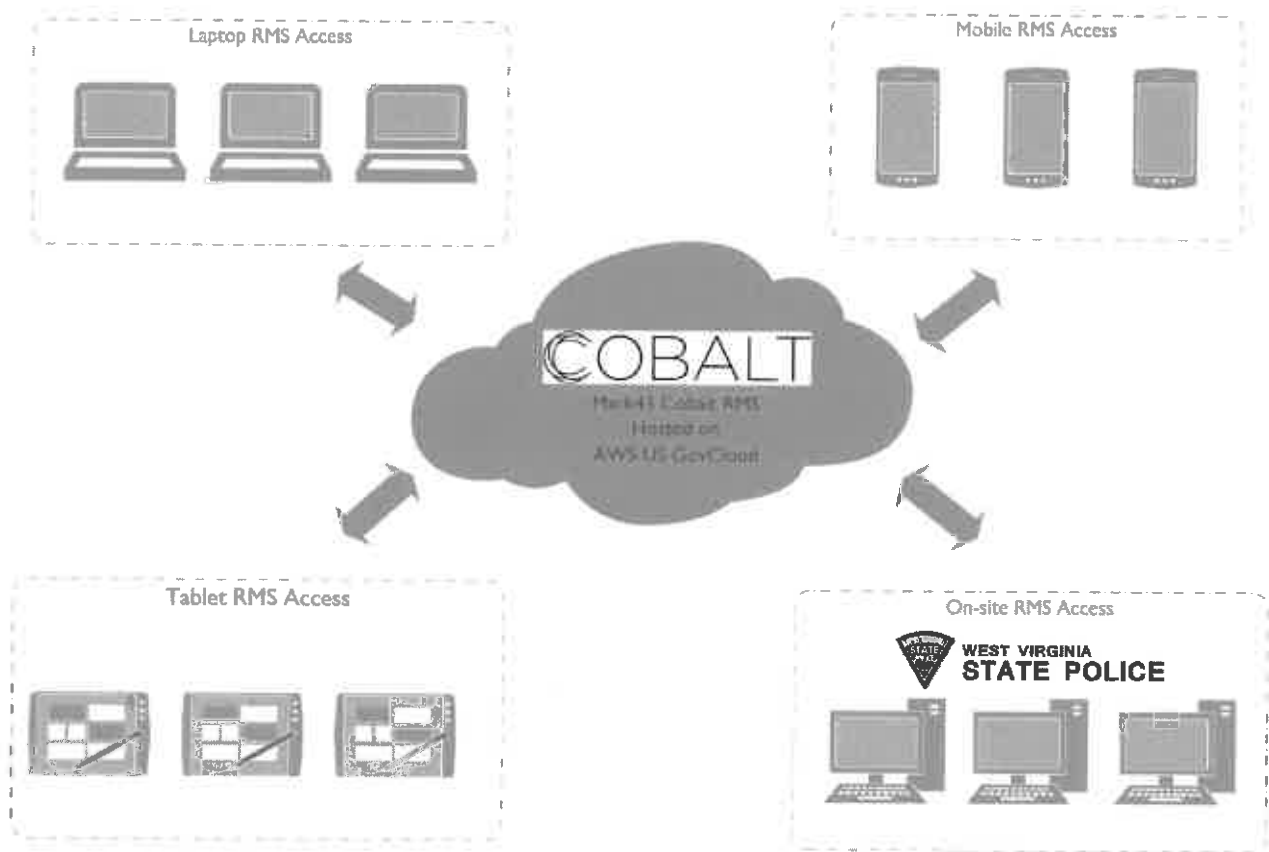 Laptop RMS Access
Mobile RMS Access
COBALT
Mark43 Cobalt RMS
Hosted on
AWS US GovCloud
Tablet RMS Access
On-site RMS Access
STATE
WEST VIRGINIA
STATE POLICE